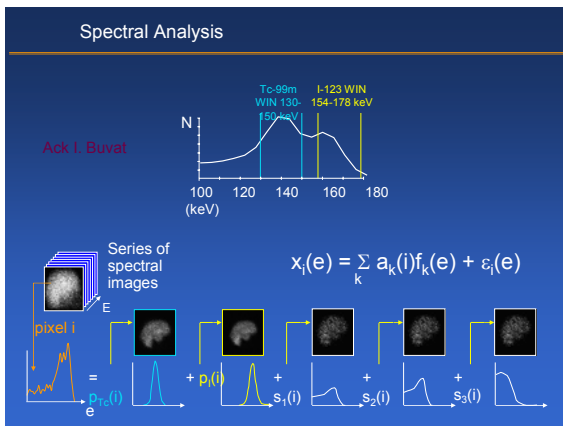 Spectral Analysis
Tc-99m
WIN 130-
150 keV
I-123 WIN
154-178 keV
N
Ack I. Buvat
100 120 140 160 180
(keV)
Series of
spectral
images
E
xᵢ(e) = Σ aₖ(i)fₖ(e) + εᵢ(e)
k
pixel i
= + pᵢ(i) + + +
p_Tc(i) s₁(i) s₂(i) s₃(i)
e